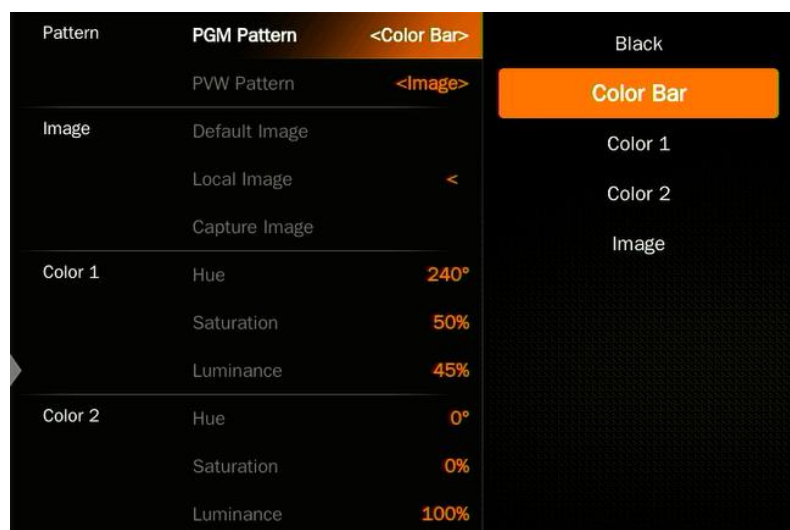 Pattern PGM Pattern <Color Bar>
PVW Pattern <Image>
Image Default Image
Local Image <
Capture Image
Color 1 Hue 240°
Saturation 50%
Luminance 45%
Color 2 Hue 0°
Saturation 0%
Luminance 100%
Black
Color Bar
Color 1
Color 2
Image